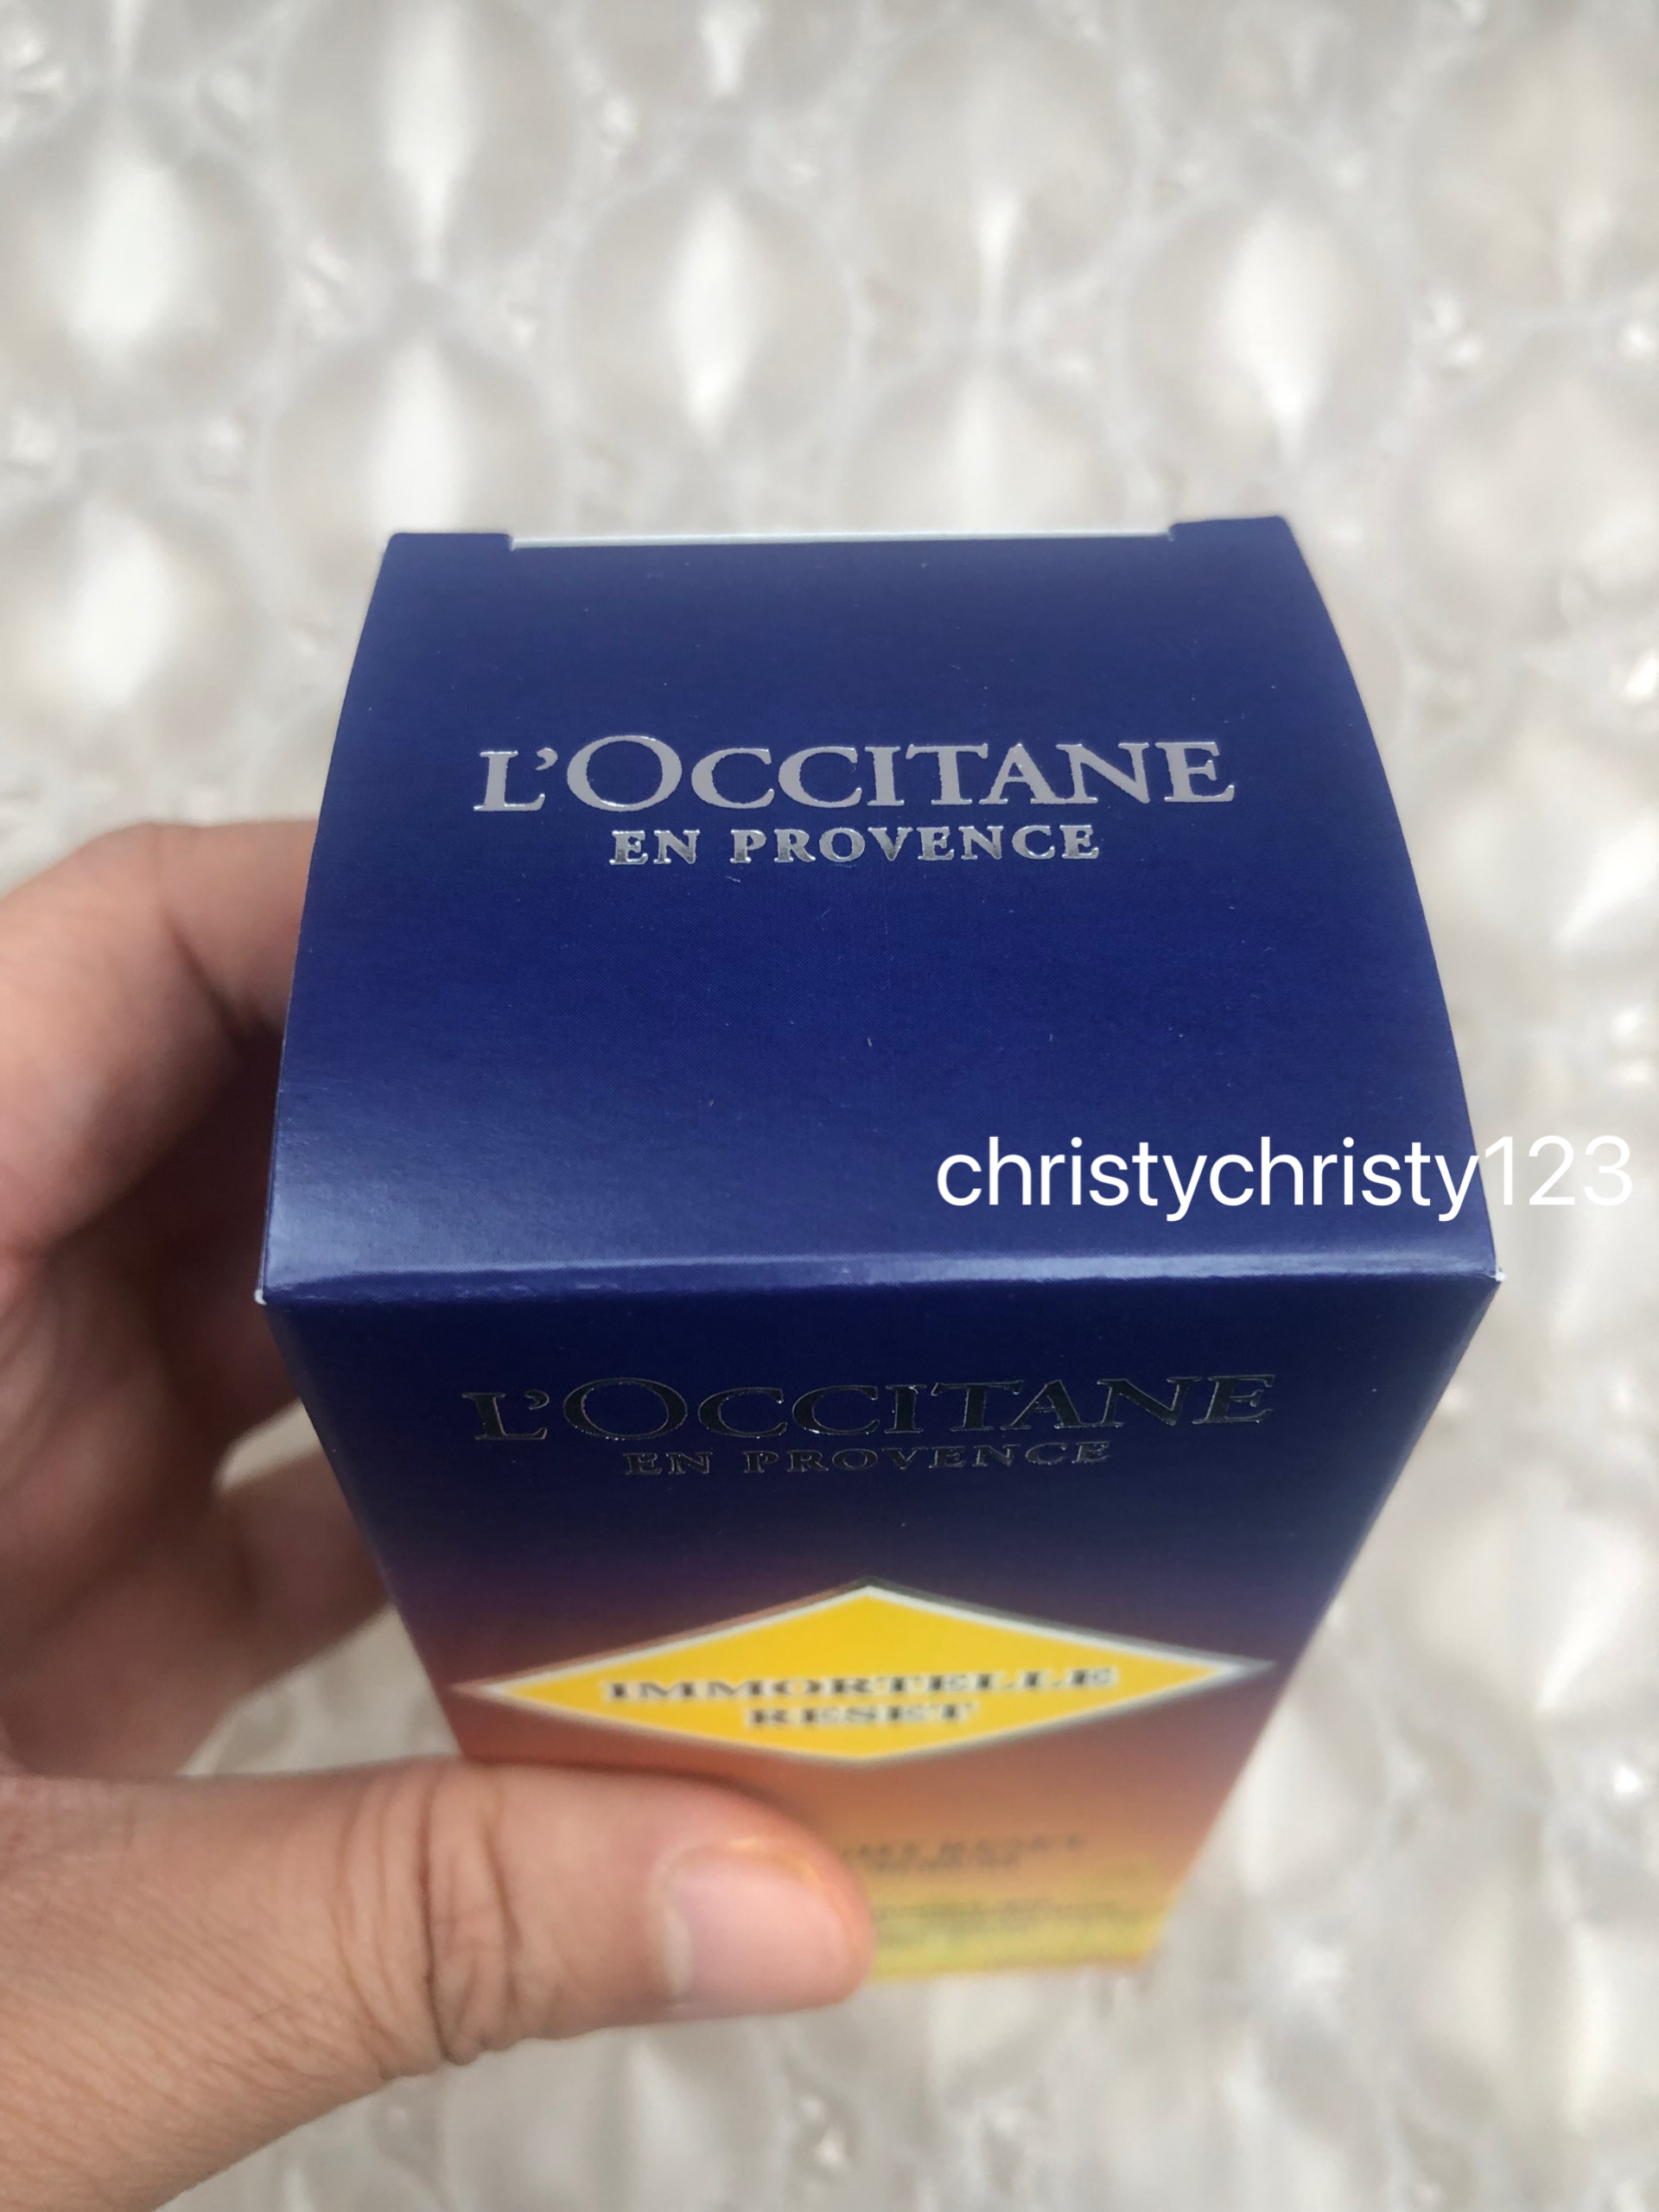 L'OCCITANE
EN PROVENCE
christychristy123
L'OCCITANE
EN PROVENCE
IMMORTELLE
RESET